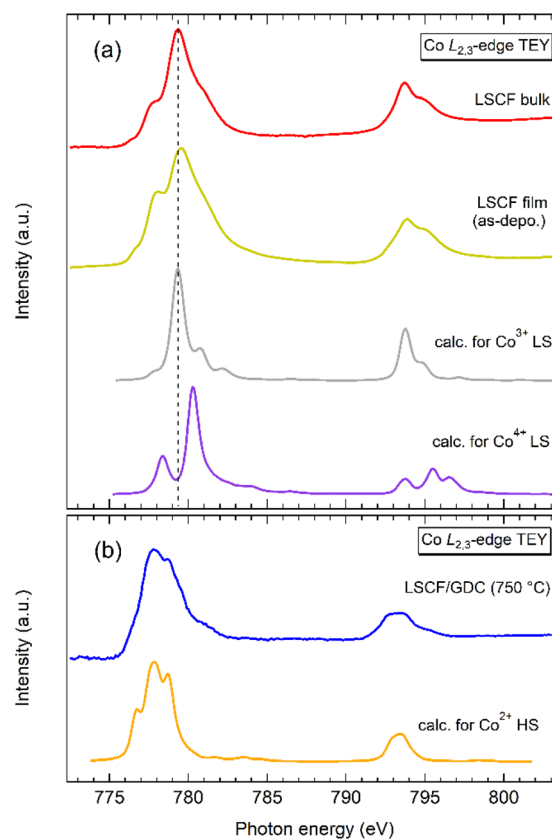 (a)
Co L2,3-edge TEY
LSCF bulk
LSCF film
(as-depo.)
calc. for Co3+ LS
calc. for Co4+ LS
Intensity (a.u.)
(b)
Co L2,3-edge TEY
LSCF/GDC (750 °C)
calc. for Co2+ HS
Intensity (a.u.)
775 780 785 790 795 800
Photon energy (eV)